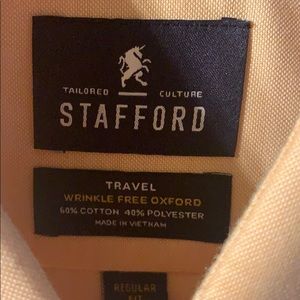 TAILORED CULTURE
STAFFORD
TRAVEL
WRINKLE FREE OXFORD
60% COTTON 40% POLYESTER
MADE IN VIETNAM
REGULAR
FIT